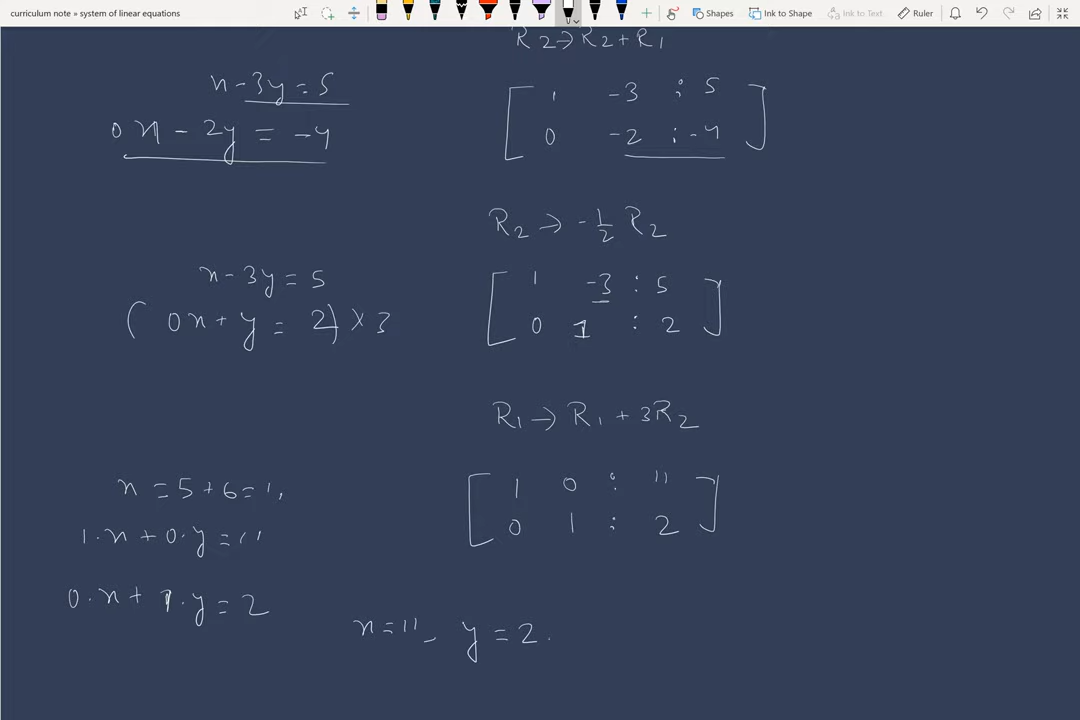 curriculum note » system of linear equations
Shapes Ink to Shape Ink to Text Ruler
R2 → R2 + R1
x - 3y = 5
0x - 2y = -4
[ 1 -3 : 5
0 -2 : -4 ]
R2 → -1/2 R2
x - 3y = 5
( 0x + y = 2 ) × 3
[ 1 -3 : 5
0 1 : 2 ]
R1 → R1 + 3R2
[ 1 0 : 11
0 1 : 2 ]
x = 5 + 6 = 11
1·x + 0·y = 11
0·x + 1·y = 2
x = 11, y = 2.